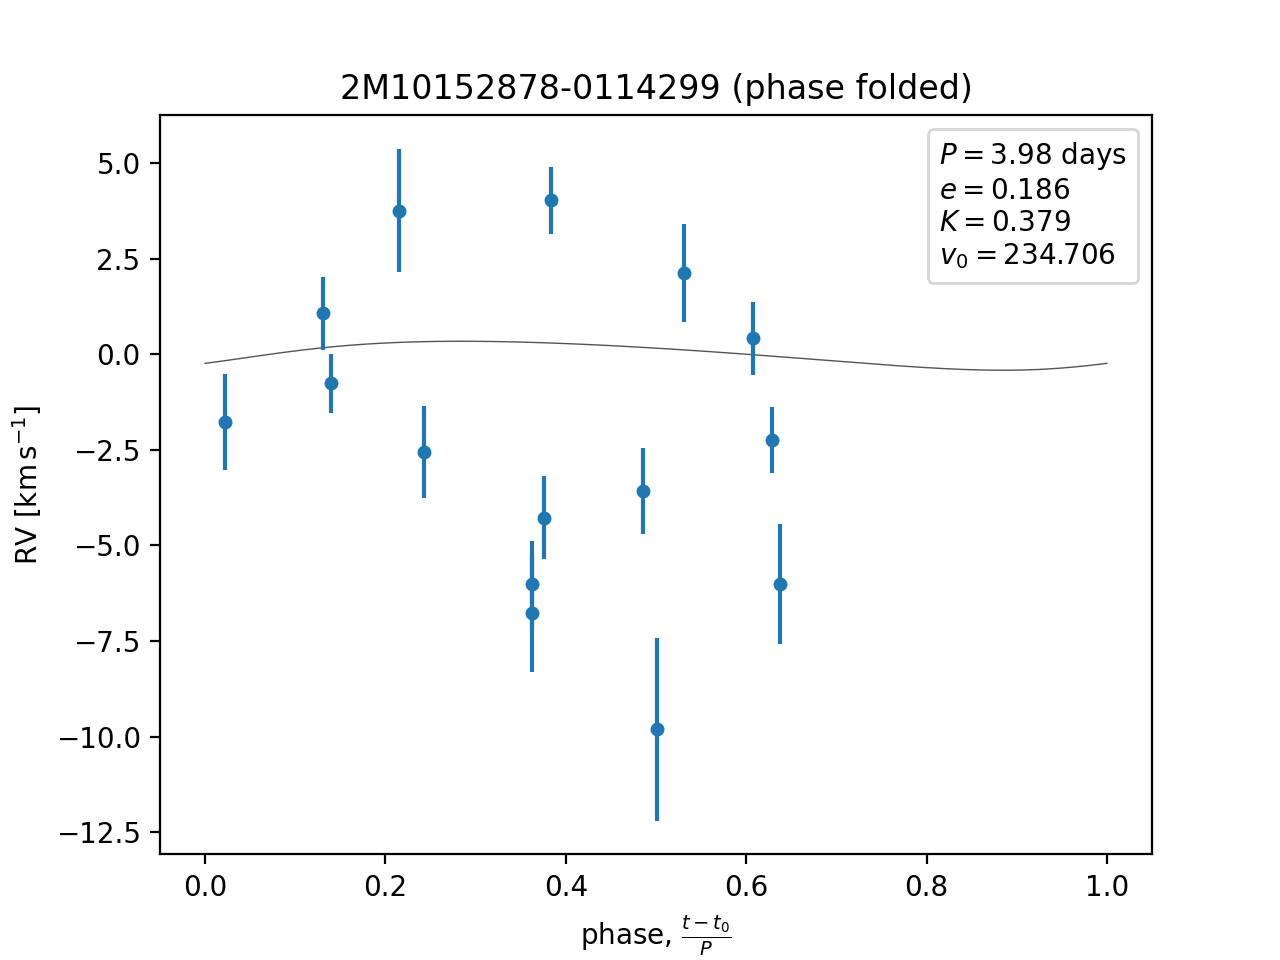 2M10152878-0114299 (phase folded)
P = 3.98 days
e = 0.186
K = 0.379
v₀ = 234.706
5.0
2.5
0.0
−2.5
−5.0
−7.5
−10.0
−12.5
RV [km s⁻¹]
0.0 0.2 0.4 0.6 0.8 1.0
phase, (t − t₀)/P